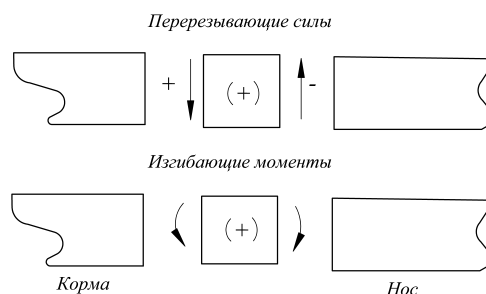 Перерезывающие силы
+ (+) -
Изгибающие моменты
(+)
Корма Нос